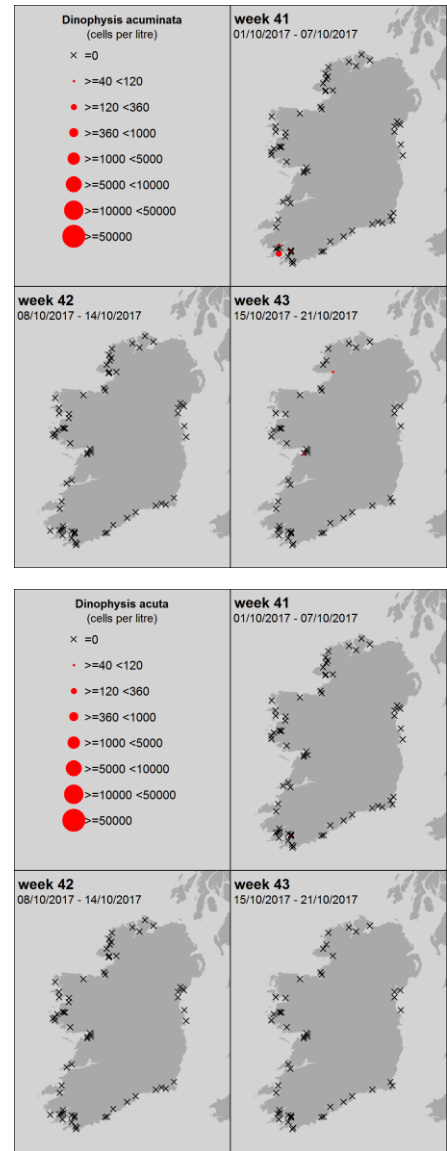 Dinophysis acuminata
(cells per litre)
× =0
>=40 <120
>=120 <360
>=360 <1000
>=1000 <5000
>=5000 <10000
>=10000 <50000
>=50000
week 41
01/10/2017 - 07/10/2017
week 42
08/10/2017 - 14/10/2017
week 43
15/10/2017 - 21/10/2017
Dinophysis acuta
(cells per litre)
× =0
>=40 <120
>=120 <360
>=360 <1000
>=1000 <5000
>=5000 <10000
>=10000 <50000
>=50000
week 41
01/10/2017 - 07/10/2017
week 42
08/10/2017 - 14/10/2017
week 43
15/10/2017 - 21/10/2017